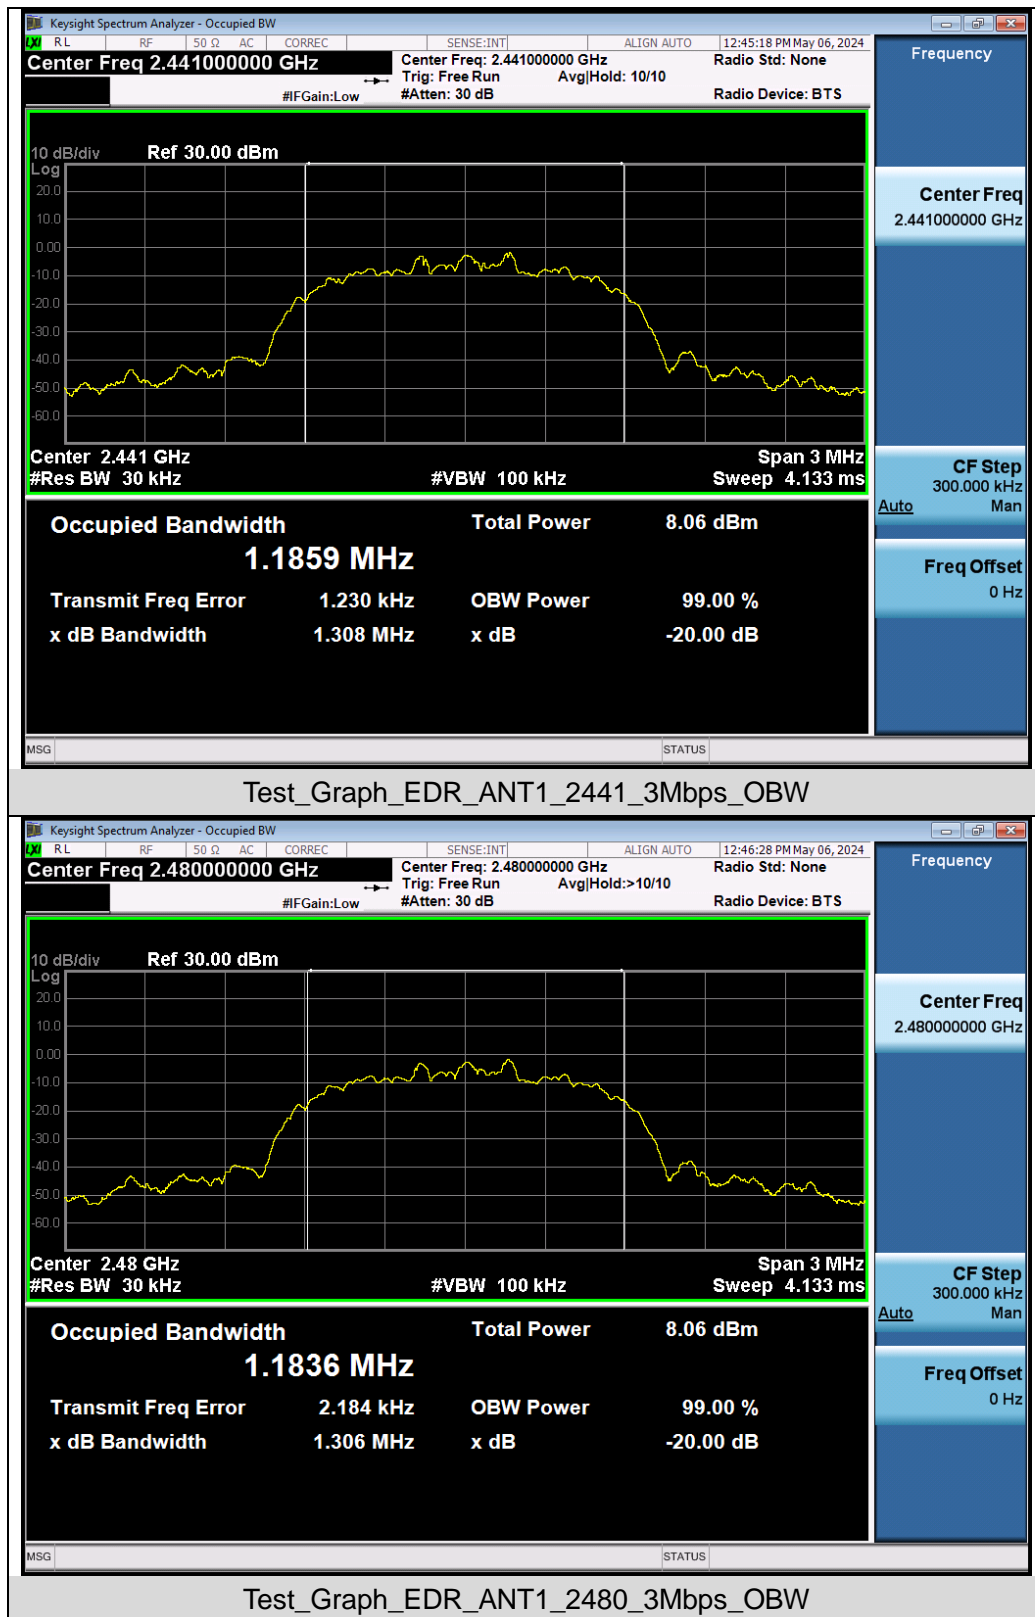 Keysight Spectrum Analyzer - Occupied BW
LXI RL RF 50 Ω AC CORREC SENSE:INT ALIGN AUTO 12:45:18 PM May 06, 2024
Center Freq 2.441000000 GHz Center Freq: 2.441000000 GHz Radio Std: None
Trig: Free Run Avg|Hold: 10/10
#IFGain:Low #Atten: 30 dB Radio Device: BTS
Frequency
10 dB/div Ref 30.00 dBm
Log
20.0
10.0
0.00
-10.0
-20.0
-30.0
-40.0
-50.0
-60.0
Center Freq
2.441000000 GHz
Center 2.441 GHz Span 3 MHz
#Res BW 30 kHz #VBW 100 kHz Sweep 4.133 ms
CF Step
300.000 kHz
Auto Man
Occupied Bandwidth Total Power 8.06 dBm
1.1859 MHz
Transmit Freq Error 1.230 kHz OBW Power 99.00 %
x dB Bandwidth 1.308 MHz x dB -20.00 dB
Freq Offset
0 Hz
MSG STATUS
Test_Graph_EDR_ANT1_2441_3Mbps_OBW
Keysight Spectrum Analyzer - Occupied BW
LXI RL RF 50 Ω AC CORREC SENSE:INT ALIGN AUTO 12:46:28 PM May 06, 2024
Center Freq 2.480000000 GHz Center Freq: 2.480000000 GHz Radio Std: None
Trig: Free Run Avg|Hold:>10/10
#IFGain:Low #Atten: 30 dB Radio Device: BTS
Frequency
10 dB/div Ref 30.00 dBm
Log
20.0
10.0
0.00
-10.0
-20.0
-30.0
-40.0
-50.0
-60.0
Center Freq
2.480000000 GHz
Center 2.48 GHz Span 3 MHz
#Res BW 30 kHz #VBW 100 kHz Sweep 4.133 ms
CF Step
300.000 kHz
Auto Man
Occupied Bandwidth Total Power 8.06 dBm
1.1836 MHz
Transmit Freq Error 2.184 kHz OBW Power 99.00 %
x dB Bandwidth 1.306 MHz x dB -20.00 dB
Freq Offset
0 Hz
MSG STATUS
Test_Graph_EDR_ANT1_2480_3Mbps_OBW